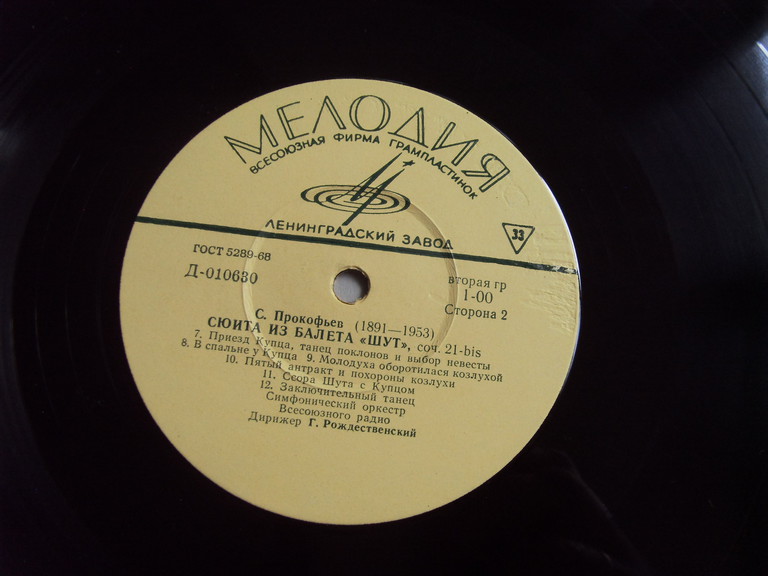 МЕЛОДИЯ
ВСЕСОЮЗНАЯ ФИРМА ГРАМПЛАСТИНОК
ЛЕНИНГРАДСКИЙ ЗАВОД
33
ГОСТ 5289-68
Д-010630
вторая гр
1-00
Сторона 2
С. Прокофьев (1891—1953)
СЮИТА ИЗ БАЛЕТА «ШУТ», соч. 21-bis
7. Приезд Купца, танец поклонов и выбор невесты
8. В спальне у Купца 9. Молодуха оборотилась козлухой
10. Пятый антракт и похороны козлухи
11. Ссора Шута с Купцом
12. Заключительный танец
Симфонический оркестр
Всесоюзного радио
Дирижер Г. Рождественский